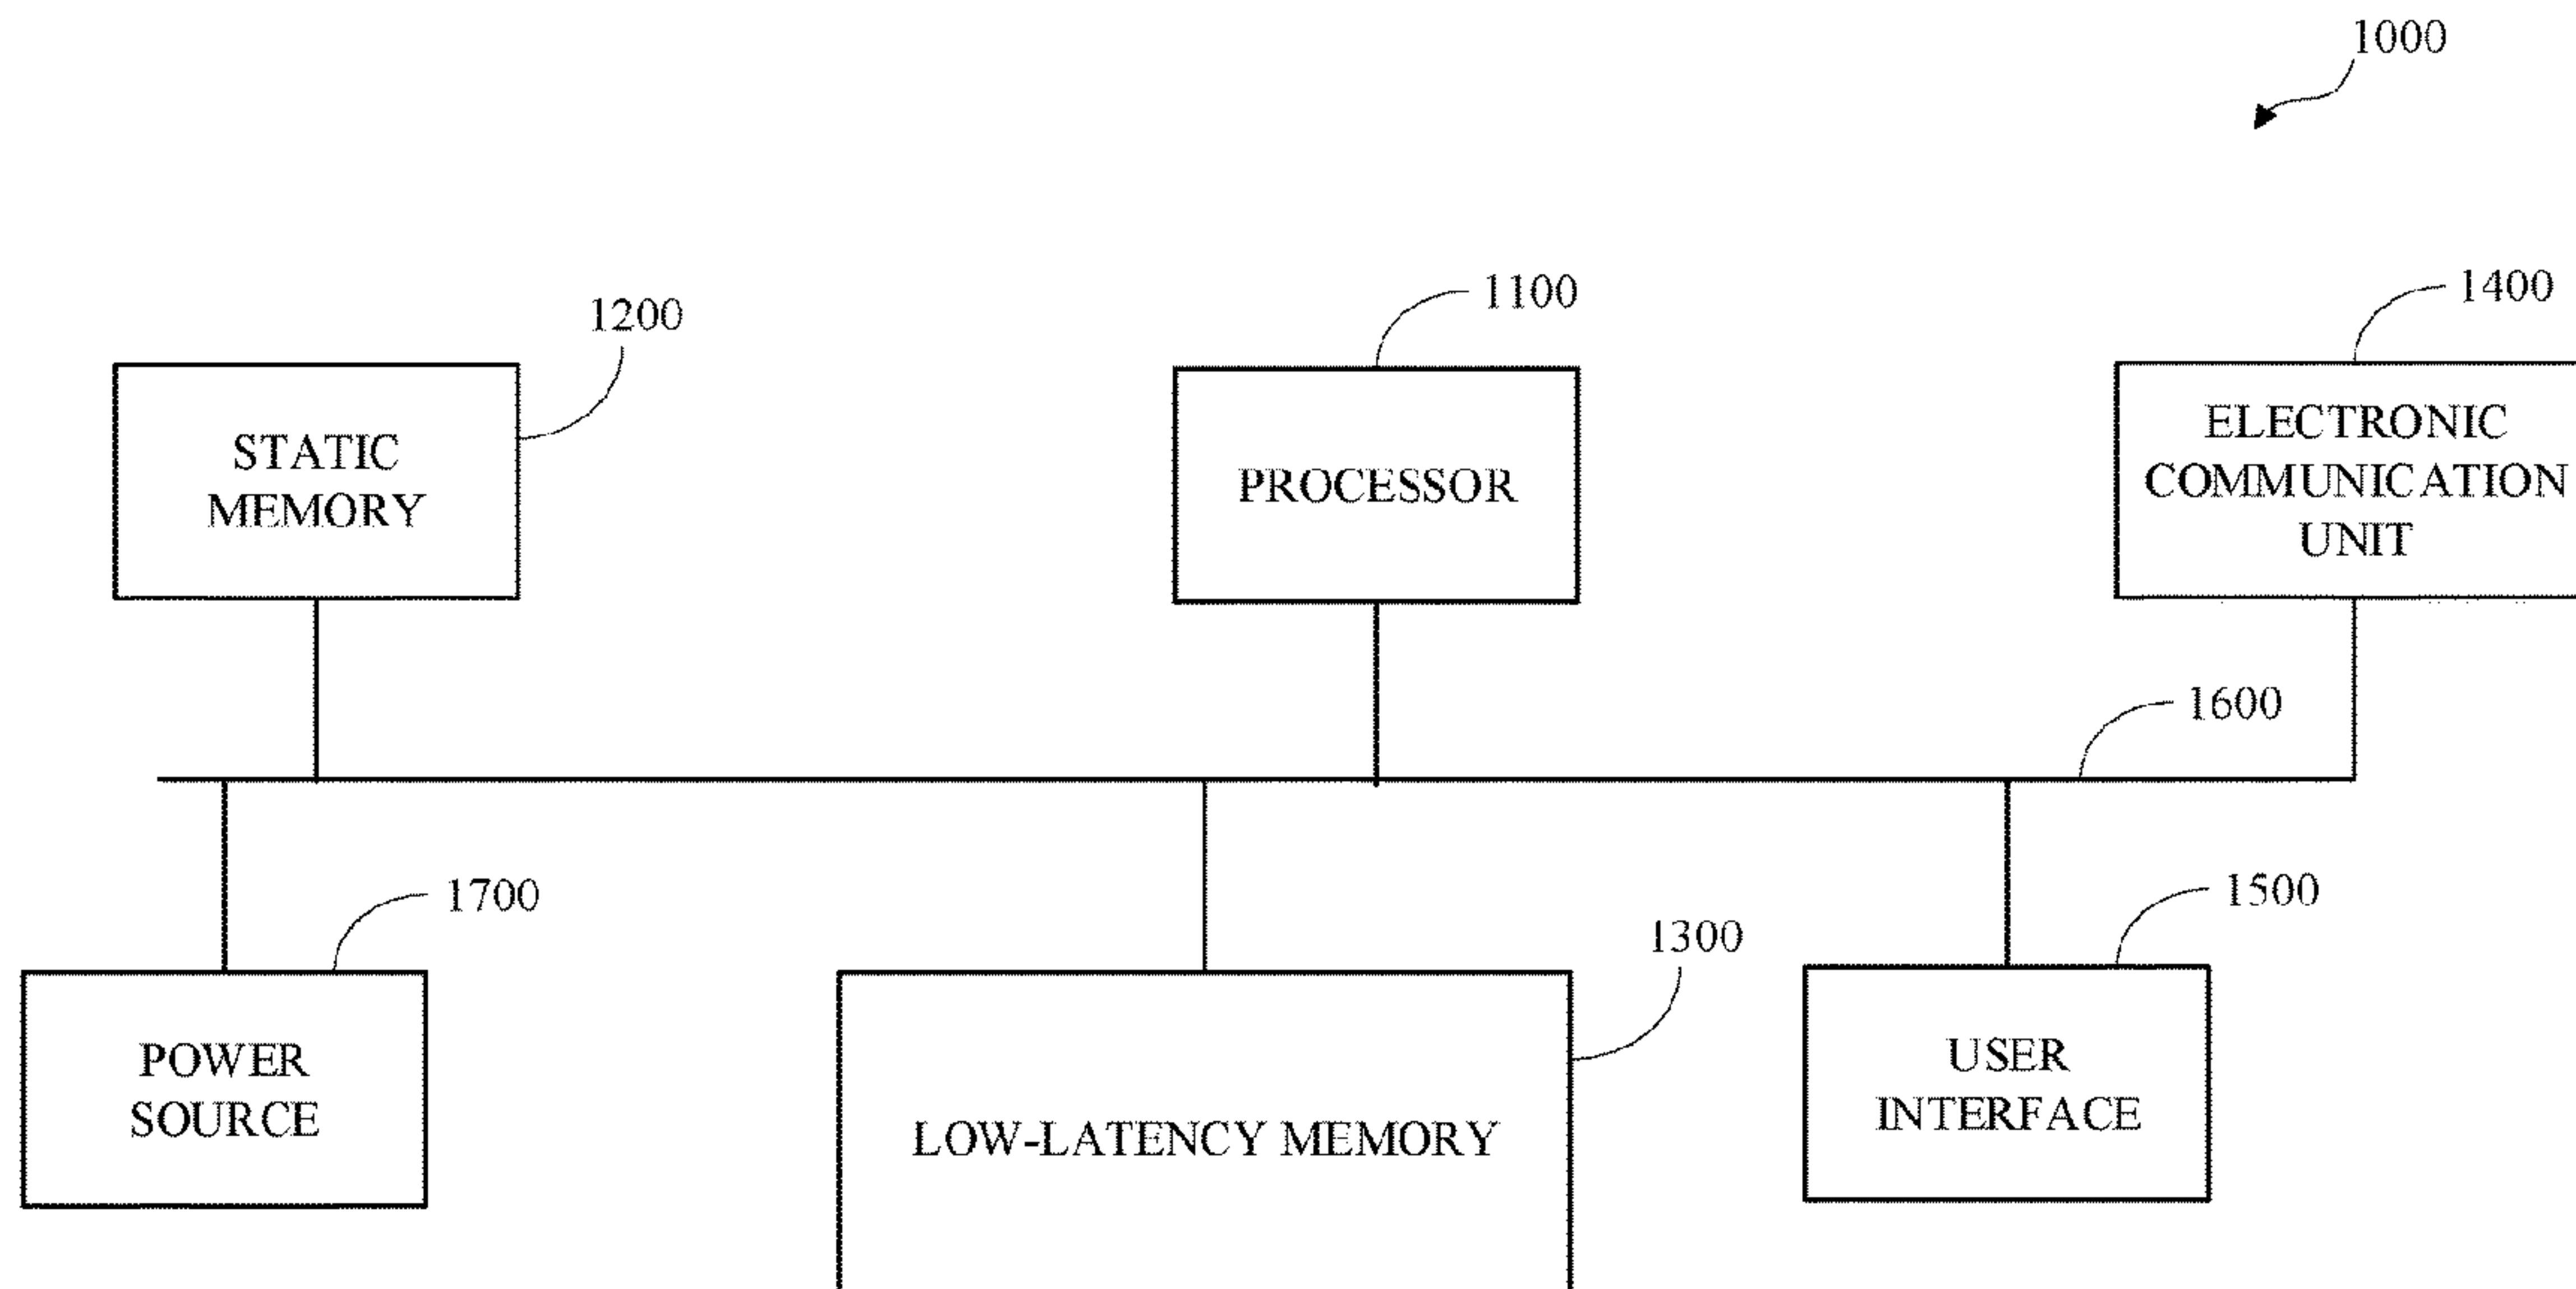 1000
1200
1100
1400
STATIC
MEMORY
PROCESSOR
ELECTRONIC
COMMUNICATION
UNIT
1600
1700
1300
1500
POWER
SOURCE
LOW-LATENCY MEMORY
USER
INTERFACE